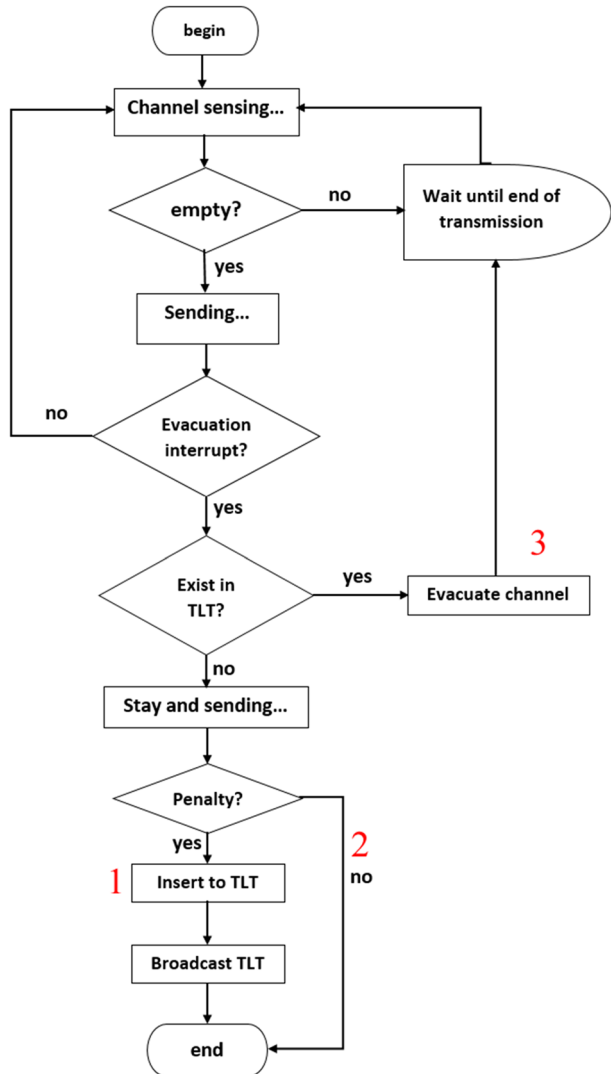 begin
Channel sensing...
empty?
no
Wait until end of
transmission
yes
Sending...
Evacuation
interrupt?
no
yes
3
Exist in
TLT?
yes
Evacuate channel
no
Stay and sending...
Penalty?
yes
2
no
1
Insert to TLT
Broadcast TLT
end